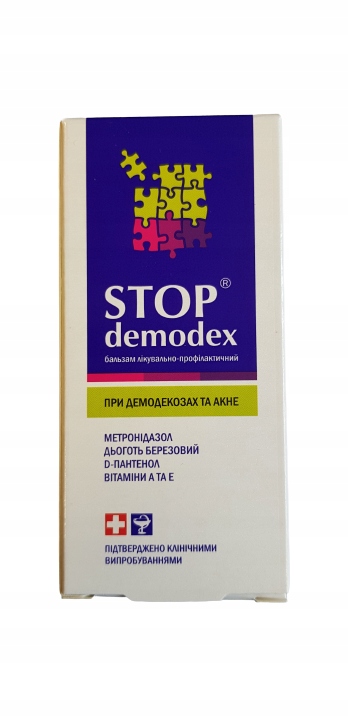 STOP®
demodex
бальзам лікувально-профілактичний
ПРИ ДЕМОДЕКОЗАХ ТА АКНЕ
МЕТРОНІДАЗОЛ
ДЬОГОТЬ БЕРЕЗОВИЙ
D-ПАНТЕНОЛ
ВІТАМІНИ А ТА Е
ПІДТВЕРДЖЕНО КЛІНІЧНИМИ
ВИПРОБУВАННЯМИ